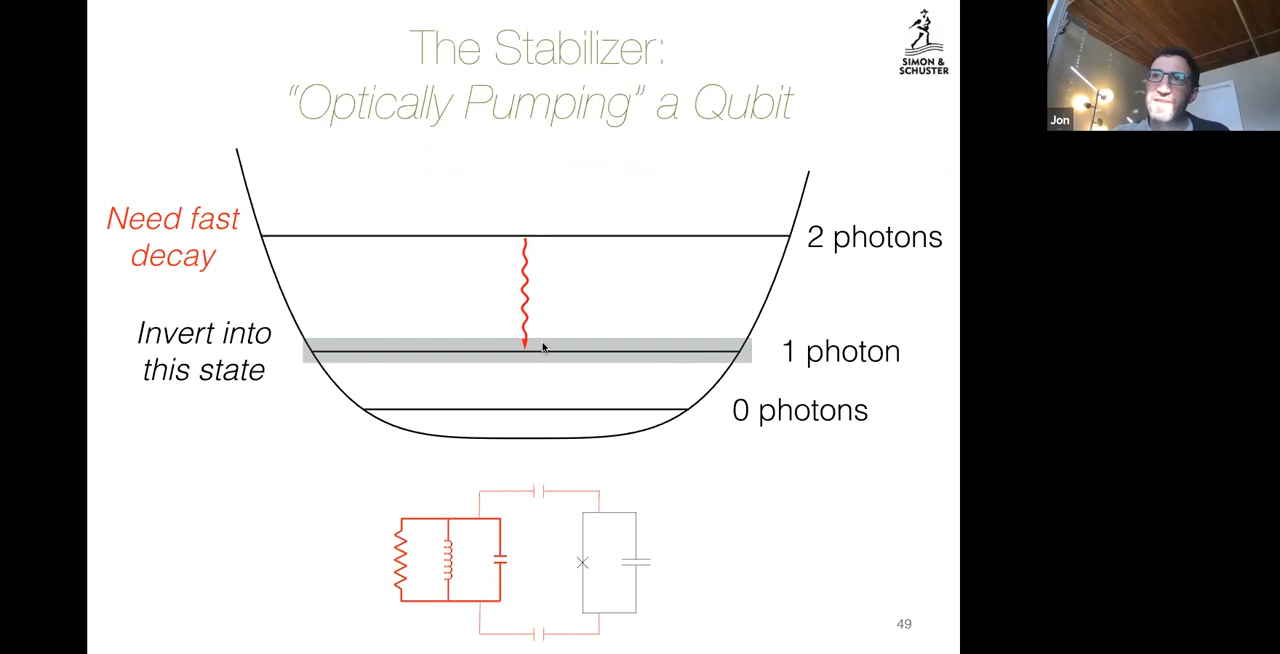 The Stabilizer:
“Optically Pumping” a Qubit
SIMON &
SCHUSTER
Jon
Need fast
decay
2 photons
Invert into
this state
1 photon
0 photons
49